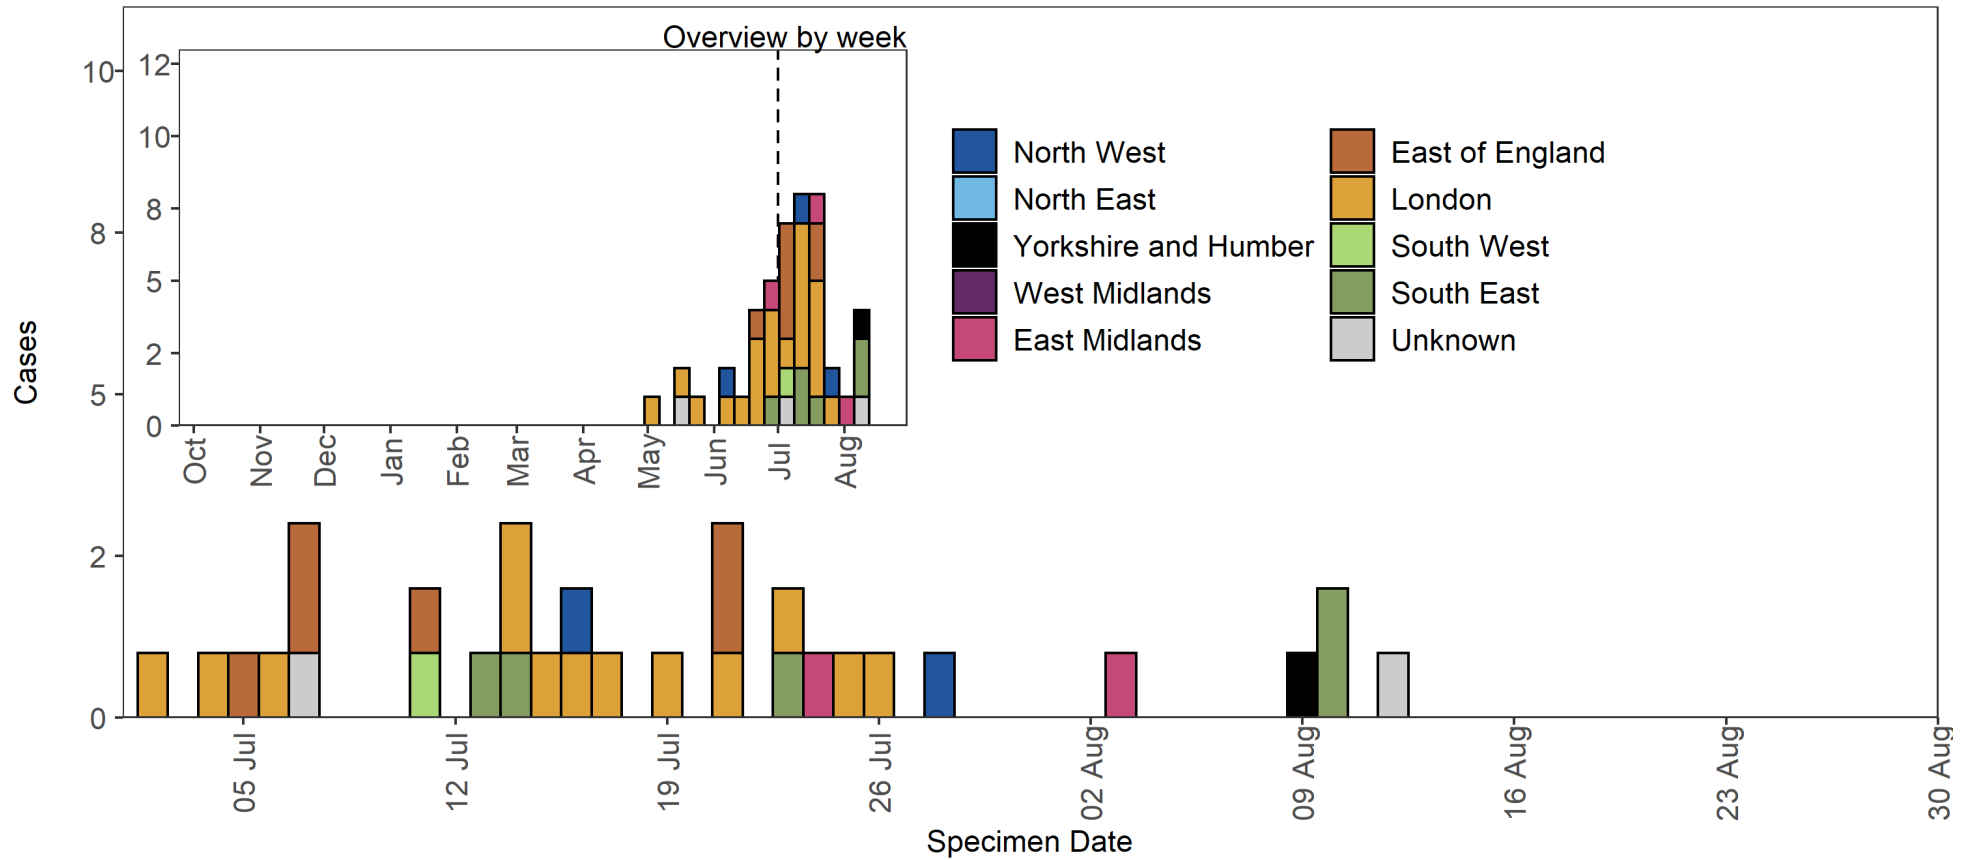 Overview by week
10
8
5
2
0
Cases
12
10
8
5
2
0
Oct
Nov
Dec
Jan
Feb
Mar
Apr
May
Jun
Jul
Aug
North West
North East
Yorkshire and Humber
West Midlands
East Midlands
East of England
London
South West
South East
Unknown
05 Jul
12 Jul
19 Jul
26 Jul
02 Aug
09 Aug
16 Aug
23 Aug
30 Aug
Specimen Date